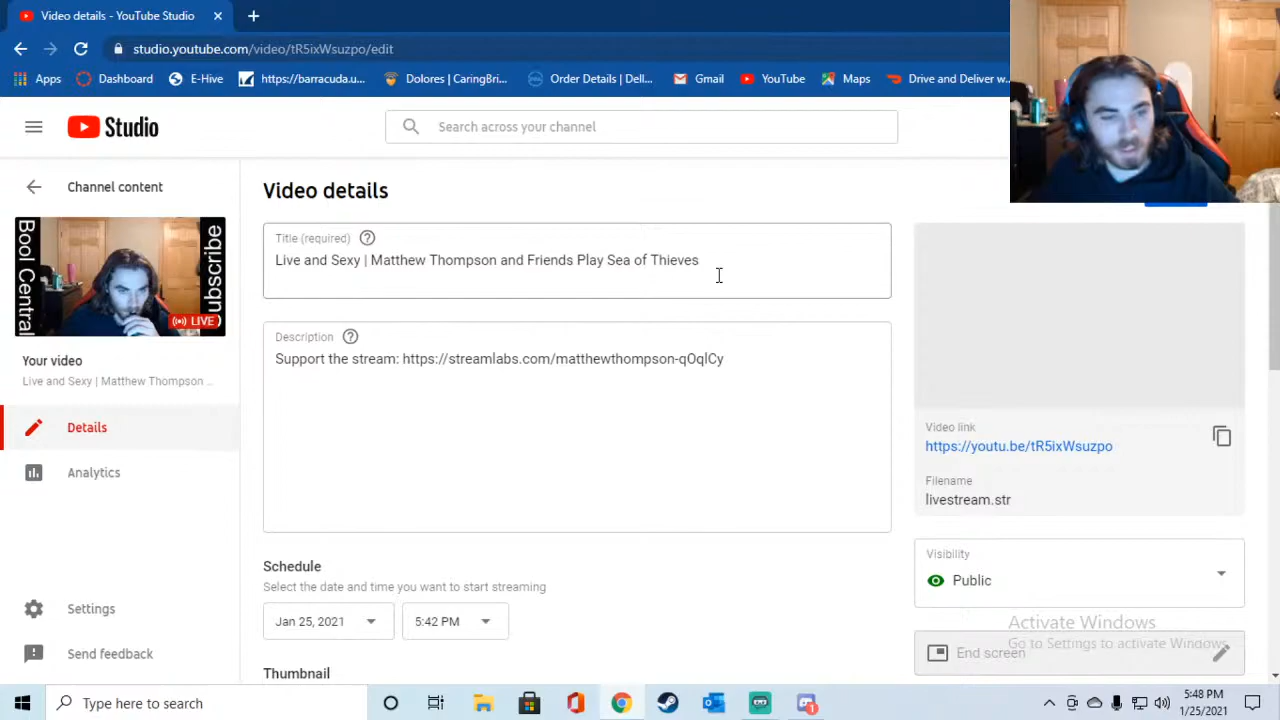 YouTube Studio - YouTube Studio
studio.youtube.com/video/tR5ixWsuzpo/edit
Apps Dashboard E-Hive https://barracuda.u... Dolores | CaringBri... Order Details | Dell... Gmail YouTube Maps Drive and Deliver w...
Studio
Search across your channel
Channel content
Bool Central
ubscribe
LIVE
Your video
Live and Sexy | Matthew Thompson ...
Details
Analytics
Settings
Send feedback
Video details
Title (required)
Live and Sexy | Matthew Thompson and Friends Play Sea of Thieves
Description
Support the stream: https://streamlabs.com/matthewthompson-qOqlCy
Schedule
Select the date and time you want to start streaming
Jan 25, 2021 5:42 PM
Thumbnail
Video link
https://youtu.be/tR5ixWsuzpo
Filename
livestream.str
Visibility
Public
End screen
Activate Windows
Go to Settings to activate Windows.
Type here to search
5:48 PM
1/25/2021